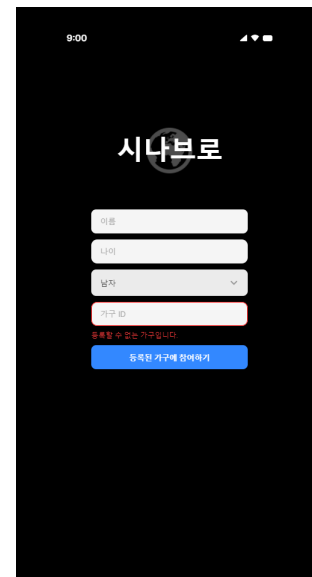 9:00
시나브로
이름
나이
남자
가구 ID
등록할 수 없는 가구입니다
등록된 가구에 참여하기